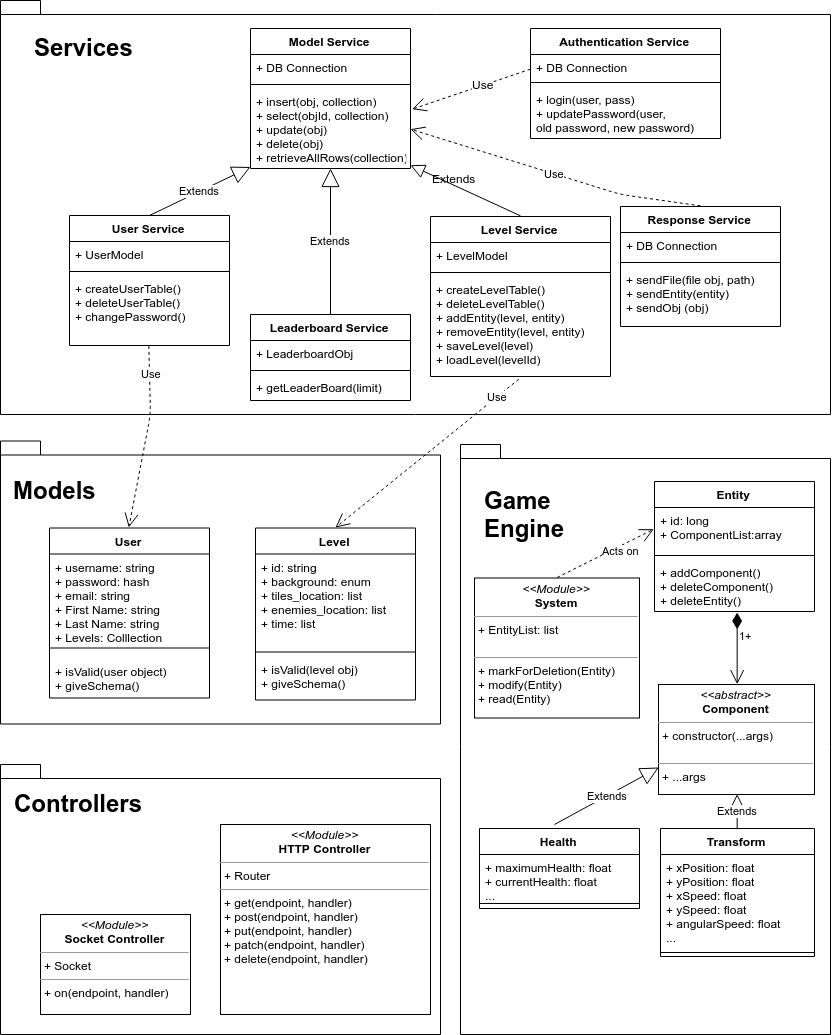 Services
Model Service
+ DB Connection
+ insert(obj, collection)
+ select(objId, collection)
+ update(obj)
+ delete(obj)
+ retrieveAllRows(collection)
Authentication Service
+ DB Connection
+ login(user, pass)
+ updatePassword(user,
old password, new password)
Use
Use
Extends
Extends
Extends
User Service
+ UserModel
+ createUserTable()
+ deleteUserTable()
+ changePassword()
Leaderboard Service
+ LeaderboardObj
+ getLeaderBoard(limit)
Level Service
+ LevelModel
+ createLevelTable()
+ deleteLevelTable()
+ addEntity(level, entity)
+ removeEntity(level, entity)
+ saveLevel(level)
+ loadLevel(levelId)
Response Service
+ DB Connection
+ sendFile(file obj, path)
+ sendEntity(entity)
+ sendObj (obj)
Use
Use
Models
User
+ username: string
+ password: hash
+ email: string
+ First Name: string
+ Last Name: string
+ Levels: Colllection
+ isValid(user object)
+ giveSchema()
Level
+ id: string
+ background: enum
+ tiles_location: list
+ enemies_location: list
+ time: list
+ isValid(level obj)
+ giveSchema()
Game
Engine
Entity
+ id: long
+ ComponentList:array
+ addComponent()
+ deleteComponent()
+ deleteEntity()
Acts on
<<Module>>
System
+ EntityList: list
+ markForDeletion(Entity)
+ modify(Entity)
+ read(Entity)
1+
<<abstract>>
Component
+ constructor(...args)
+ ...args
Extends
Extends
Health
+ maximumHealth: float
+ currentHealth: float
...
Transform
+ xPosition: float
+ yPosition: float
+ xSpeed: float
+ ySpeed: float
+ angularSpeed: float
...
Controllers
<<Module>>
Socket Controller
+ Socket
+ on(endpoint, handler)
<<Module>>
HTTP Controller
+ Router
+ get(endpoint, handler)
+ post(endpoint, handler)
+ put(endpoint, handler)
+ patch(endpoint, handler)
+ delete(endpoint, handler)